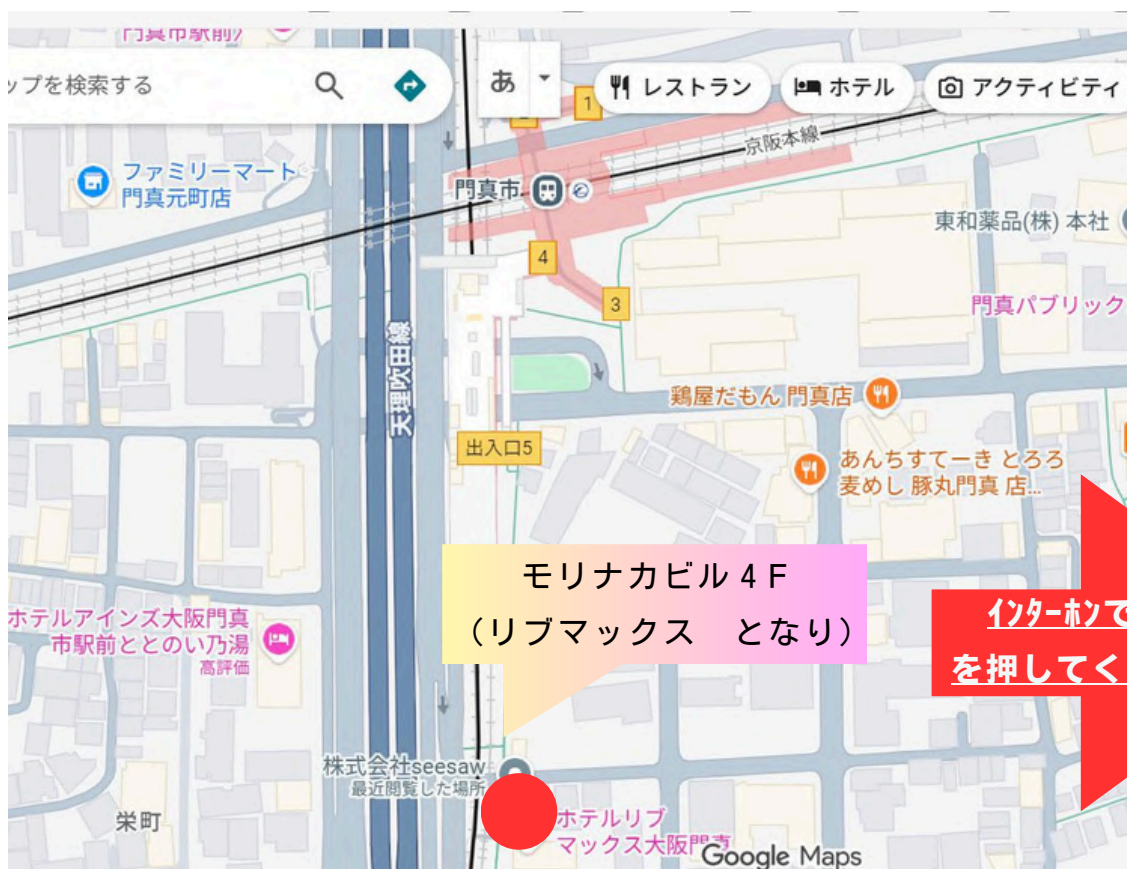 門真市駅前
ップを検索する
あ
レストラン
ホテル
アクティビティ
1
京阪本線
ファミリーマート
門真元町店
門真市
東和薬品(株) 本社
4
3
門真パブリック
天理吹田線
鶏屋だもん 門真店
出入口5
あんちすてーき とろろ
麦めし 豚丸門真 店...
モリナカビル4F
（リブマックス　となり）
インターホンで
を押してく
ホテルアインズ大阪門真
市駅前ととのい乃湯
高評価
株式会社seesaw
最近閲覧した場所
栄町
ホテルリブ
マックス大阪門真
Google Maps